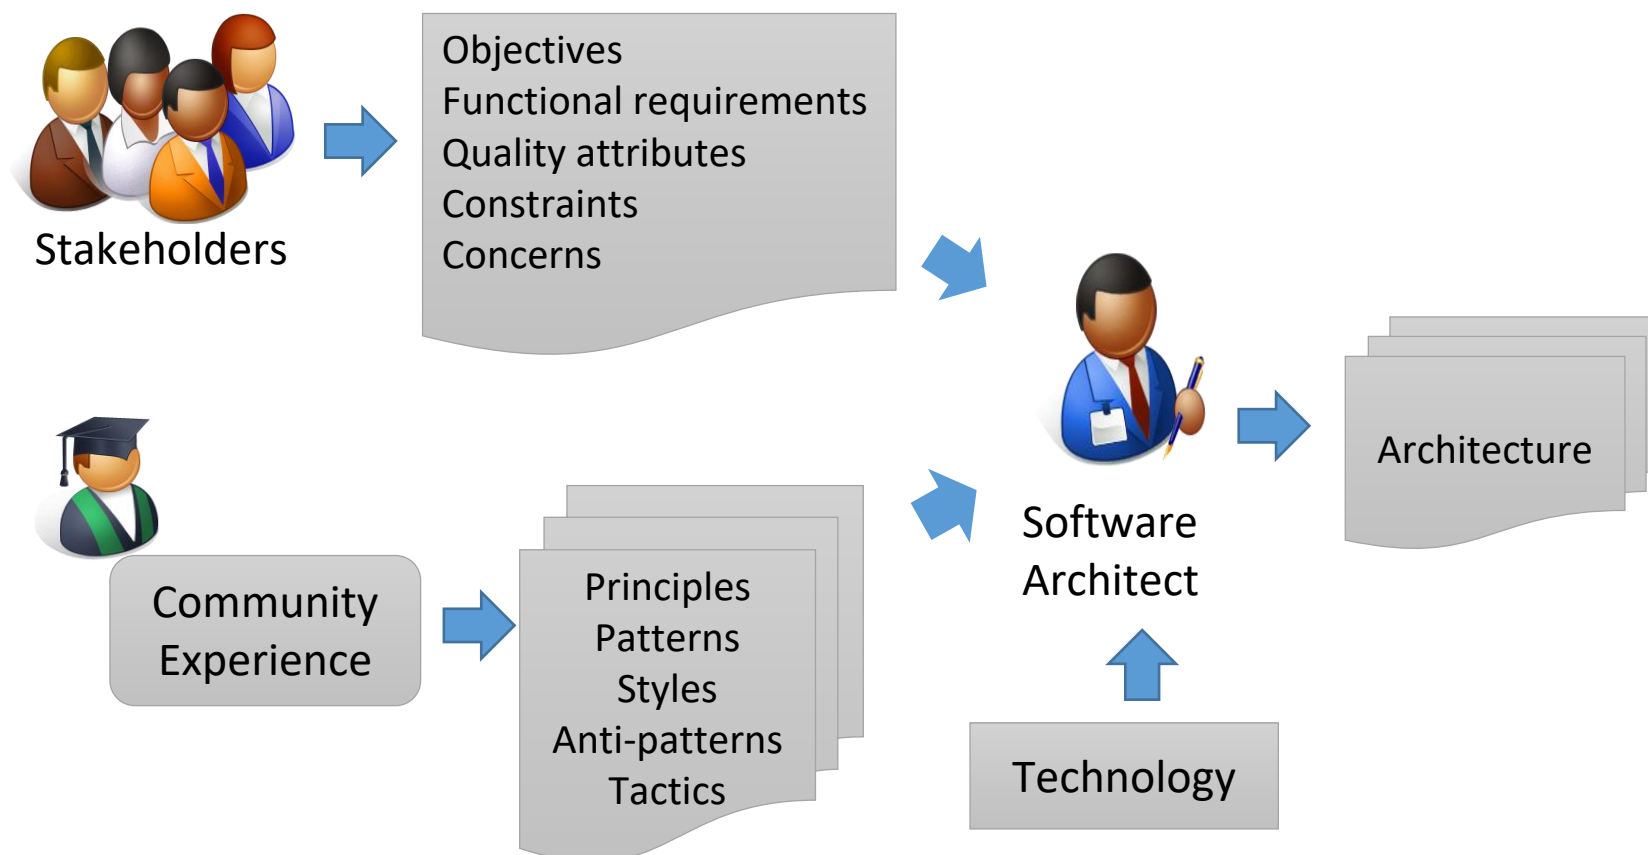 Objectives
Functional requirements
Quality attributes
Constraints
Concerns
Stakeholders
Community
Experience
Principles
Patterns
Styles
Anti-patterns
Tactics
Software
Architect
Technology
Architecture